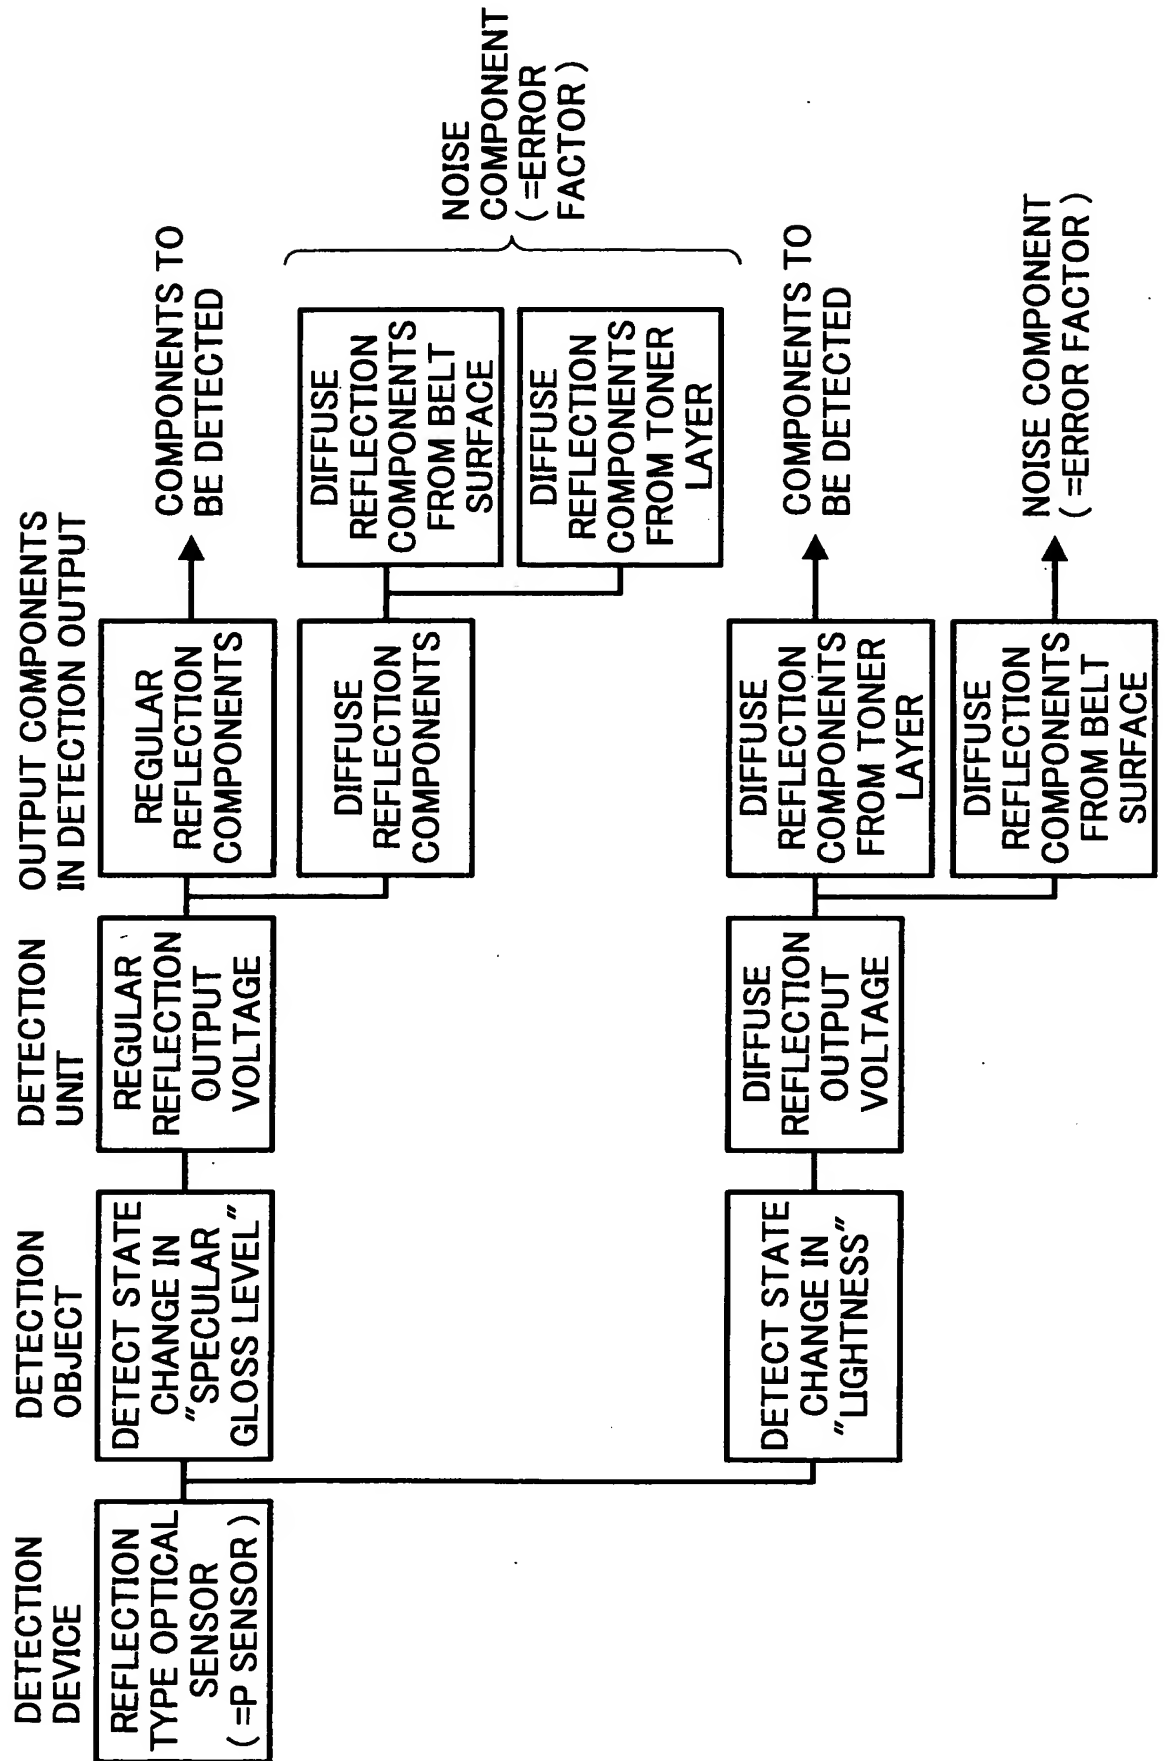 DETECTION
DEVICE
DETECTION
OBJECT
DETECTION
UNIT
OUTPUT COMPONENTS
IN DETECTION OUTPUT
REFLECTION
TYPE OPTICAL
SENSOR
(=P SENSOR)
DETECT STATE
CHANGE IN
"SPECULAR
GLOSS LEVEL"
REGULAR
REFLECTION
OUTPUT
VOLTAGE
REGULAR
REFLECTION
COMPONENTS
COMPONENTS TO
BE DETECTED
DIFFUSE
REFLECTION
COMPONENTS
DIFFUSE
REFLECTION
COMPONENTS
FROM BELT
SURFACE
DIFFUSE
REFLECTION
COMPONENTS
FROM TONER
LAYER
NOISE
COMPONENT
(=ERROR
FACTOR)
DETECT STATE
CHANGE IN
"LIGHTNESS"
DIFFUSE
REFLECTION
OUTPUT
VOLTAGE
DIFFUSE
REFLECTION
COMPONENTS
FROM TONER
LAYER
COMPONENTS TO
BE DETECTED
DIFFUSE
REFLECTION
COMPONENTS
FROM BELT
SURFACE
NOISE COMPONENT
(=ERROR FACTOR)